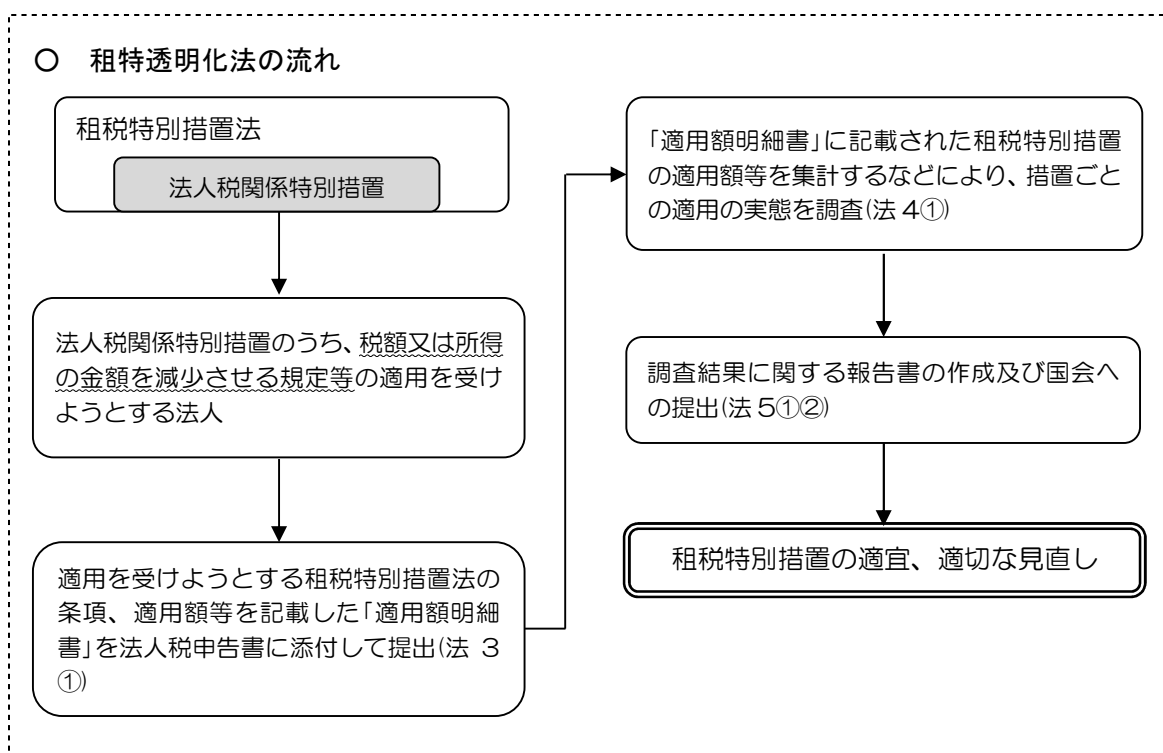 ○　租特透明化法の流れ
租税特別措置法
法人税関係特別措置
法人税関係特別措置のうち、税額又は所得
の金額を減少させる規定等の適用を受け
ようとする法人
適用を受けようとする租税特別措置法の
条項、適用額等を記載した「適用額明細
書」を法人税申告書に添付して提出(法 3
①)
「適用額明細書」に記載された租税特別措置
の適用額等を集計するなどにより、措置ごと
の適用の実態を調査(法 4①)
調査結果に関する報告書の作成及び国会へ
の提出(法 5①②)
租税特別措置の適宜、適切な見直し